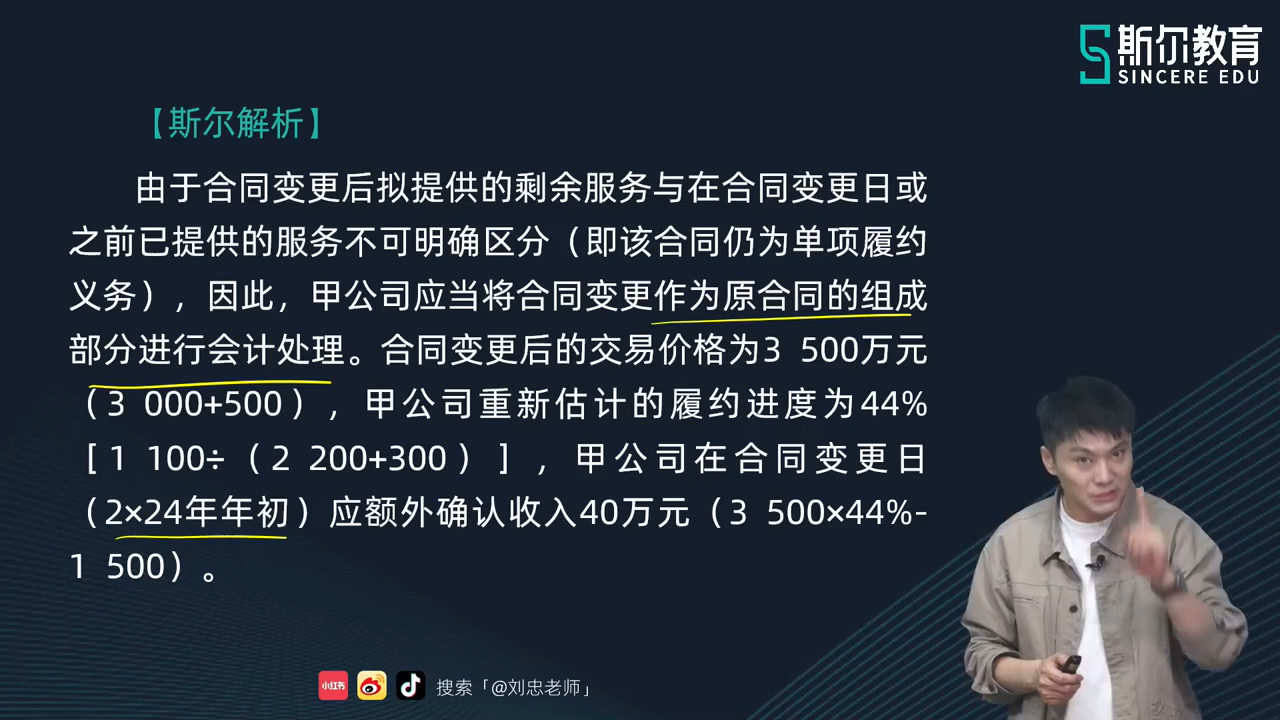 斯尔教育
SINCERE EDU
【斯尔解析】
由于合同变更后拟提供的剩余服务与在合同变更日或
之前已提供的服务不可明确区分（即该合同仍为单项履约
义务），因此，甲公司应当将合同变更作为原合同的组成
部分进行会计处理。合同变更后的交易价格为3 500万元
（3 000+500），甲公司重新估计的履约进度为44%
［1 100÷（2 200+300）］，甲公司在合同变更日
（2×24年年初）应额外确认收入40万元（3 500×44%-
1 500）。
小红书
搜索「@刘忠老师」